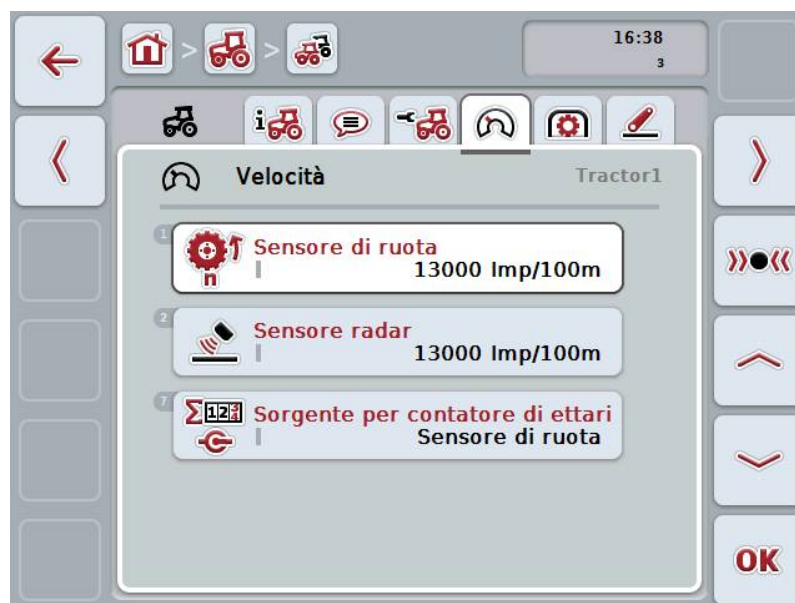 16:38
3
i
Velocità
Tractor1
1
Sensore di ruota
n
13000 Imp/100m
2
Sensore radar
13000 Imp/100m
7
Sorgente per contatore di ettari
Sensore di ruota
OK